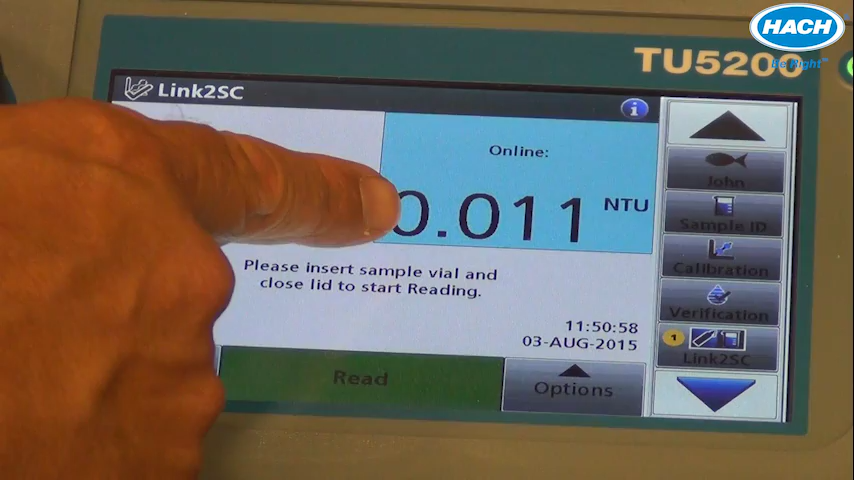 HACH
Be Right™
TU5200
Link2SC
i
Online:
0.011 NTU
John
Sample ID
Calibration
Verification
1
Link2SC
Please insert sample vial and
close lid to start Reading.
11:50:58
03-AUG-2015
Read
Options